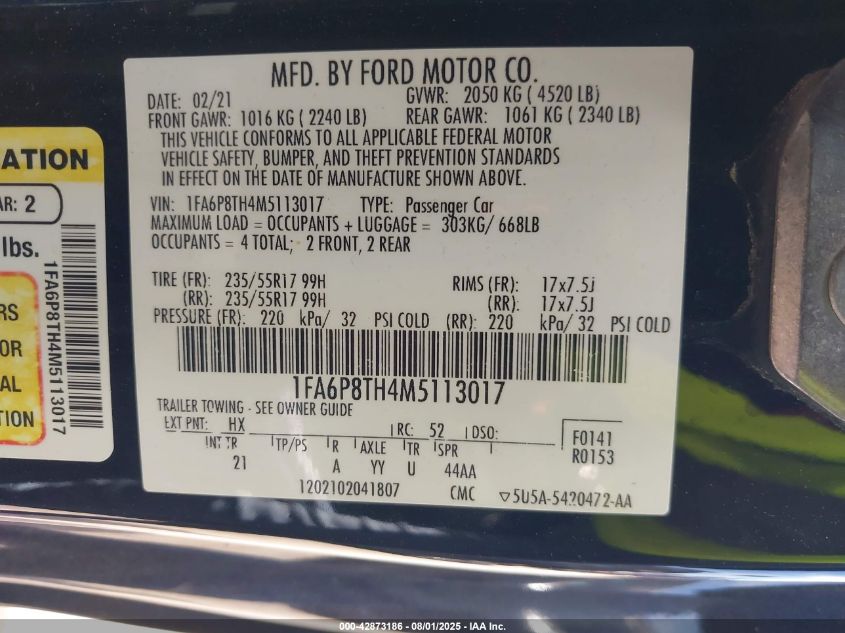 MFD. BY FORD MOTOR CO.
DATE: 02/21 GVWR: 2050 KG ( 4520 LB)
FRONT GAWR: 1016 KG ( 2240 LB) REAR GAWR: 1061 KG ( 2340 LB)
THIS VEHICLE CONFORMS TO ALL APPLICABLE FEDERAL MOTOR
VEHICLE SAFETY, BUMPER, AND THEFT PREVENTION STANDARDS
IN EFFECT ON THE DATE OF MANUFACTURE SHOWN ABOVE.
VIN: 1FA6P8TH4M5113017 TYPE: Passenger Car
MAXIMUM LOAD = OCCUPANTS + LUGGAGE = 303KG/ 668LB
OCCUPANTS = 4 TOTAL; 2 FRONT, 2 REAR
TIRE (FR): 235/55R17 99H RIMS (FR): 17x7.5j
(RR): 235/55R17 99H (RR): 17x7.5J
PRESSURE (FR): 220 kPa/ 32 PSI COLD (RR): 220 kPa/ 32 PSI COLD
1FA6P8TH4M5113017
TRAILER TOWING - SEE OWNER GUIDE
EXT PNT: HX RC: 52 DSO: F0141
INT TR TP/PS R AXLE TR SPR R0153
21 A YY U 44AA
1202102041807 CMC ▽5U5A-5420472-AA
ATION
AR: 2
lbs.
1FA6P8TH4M5113017
RS
OR
AL
TION
000-42873186 - 08/01/2025 - IAA Inc.